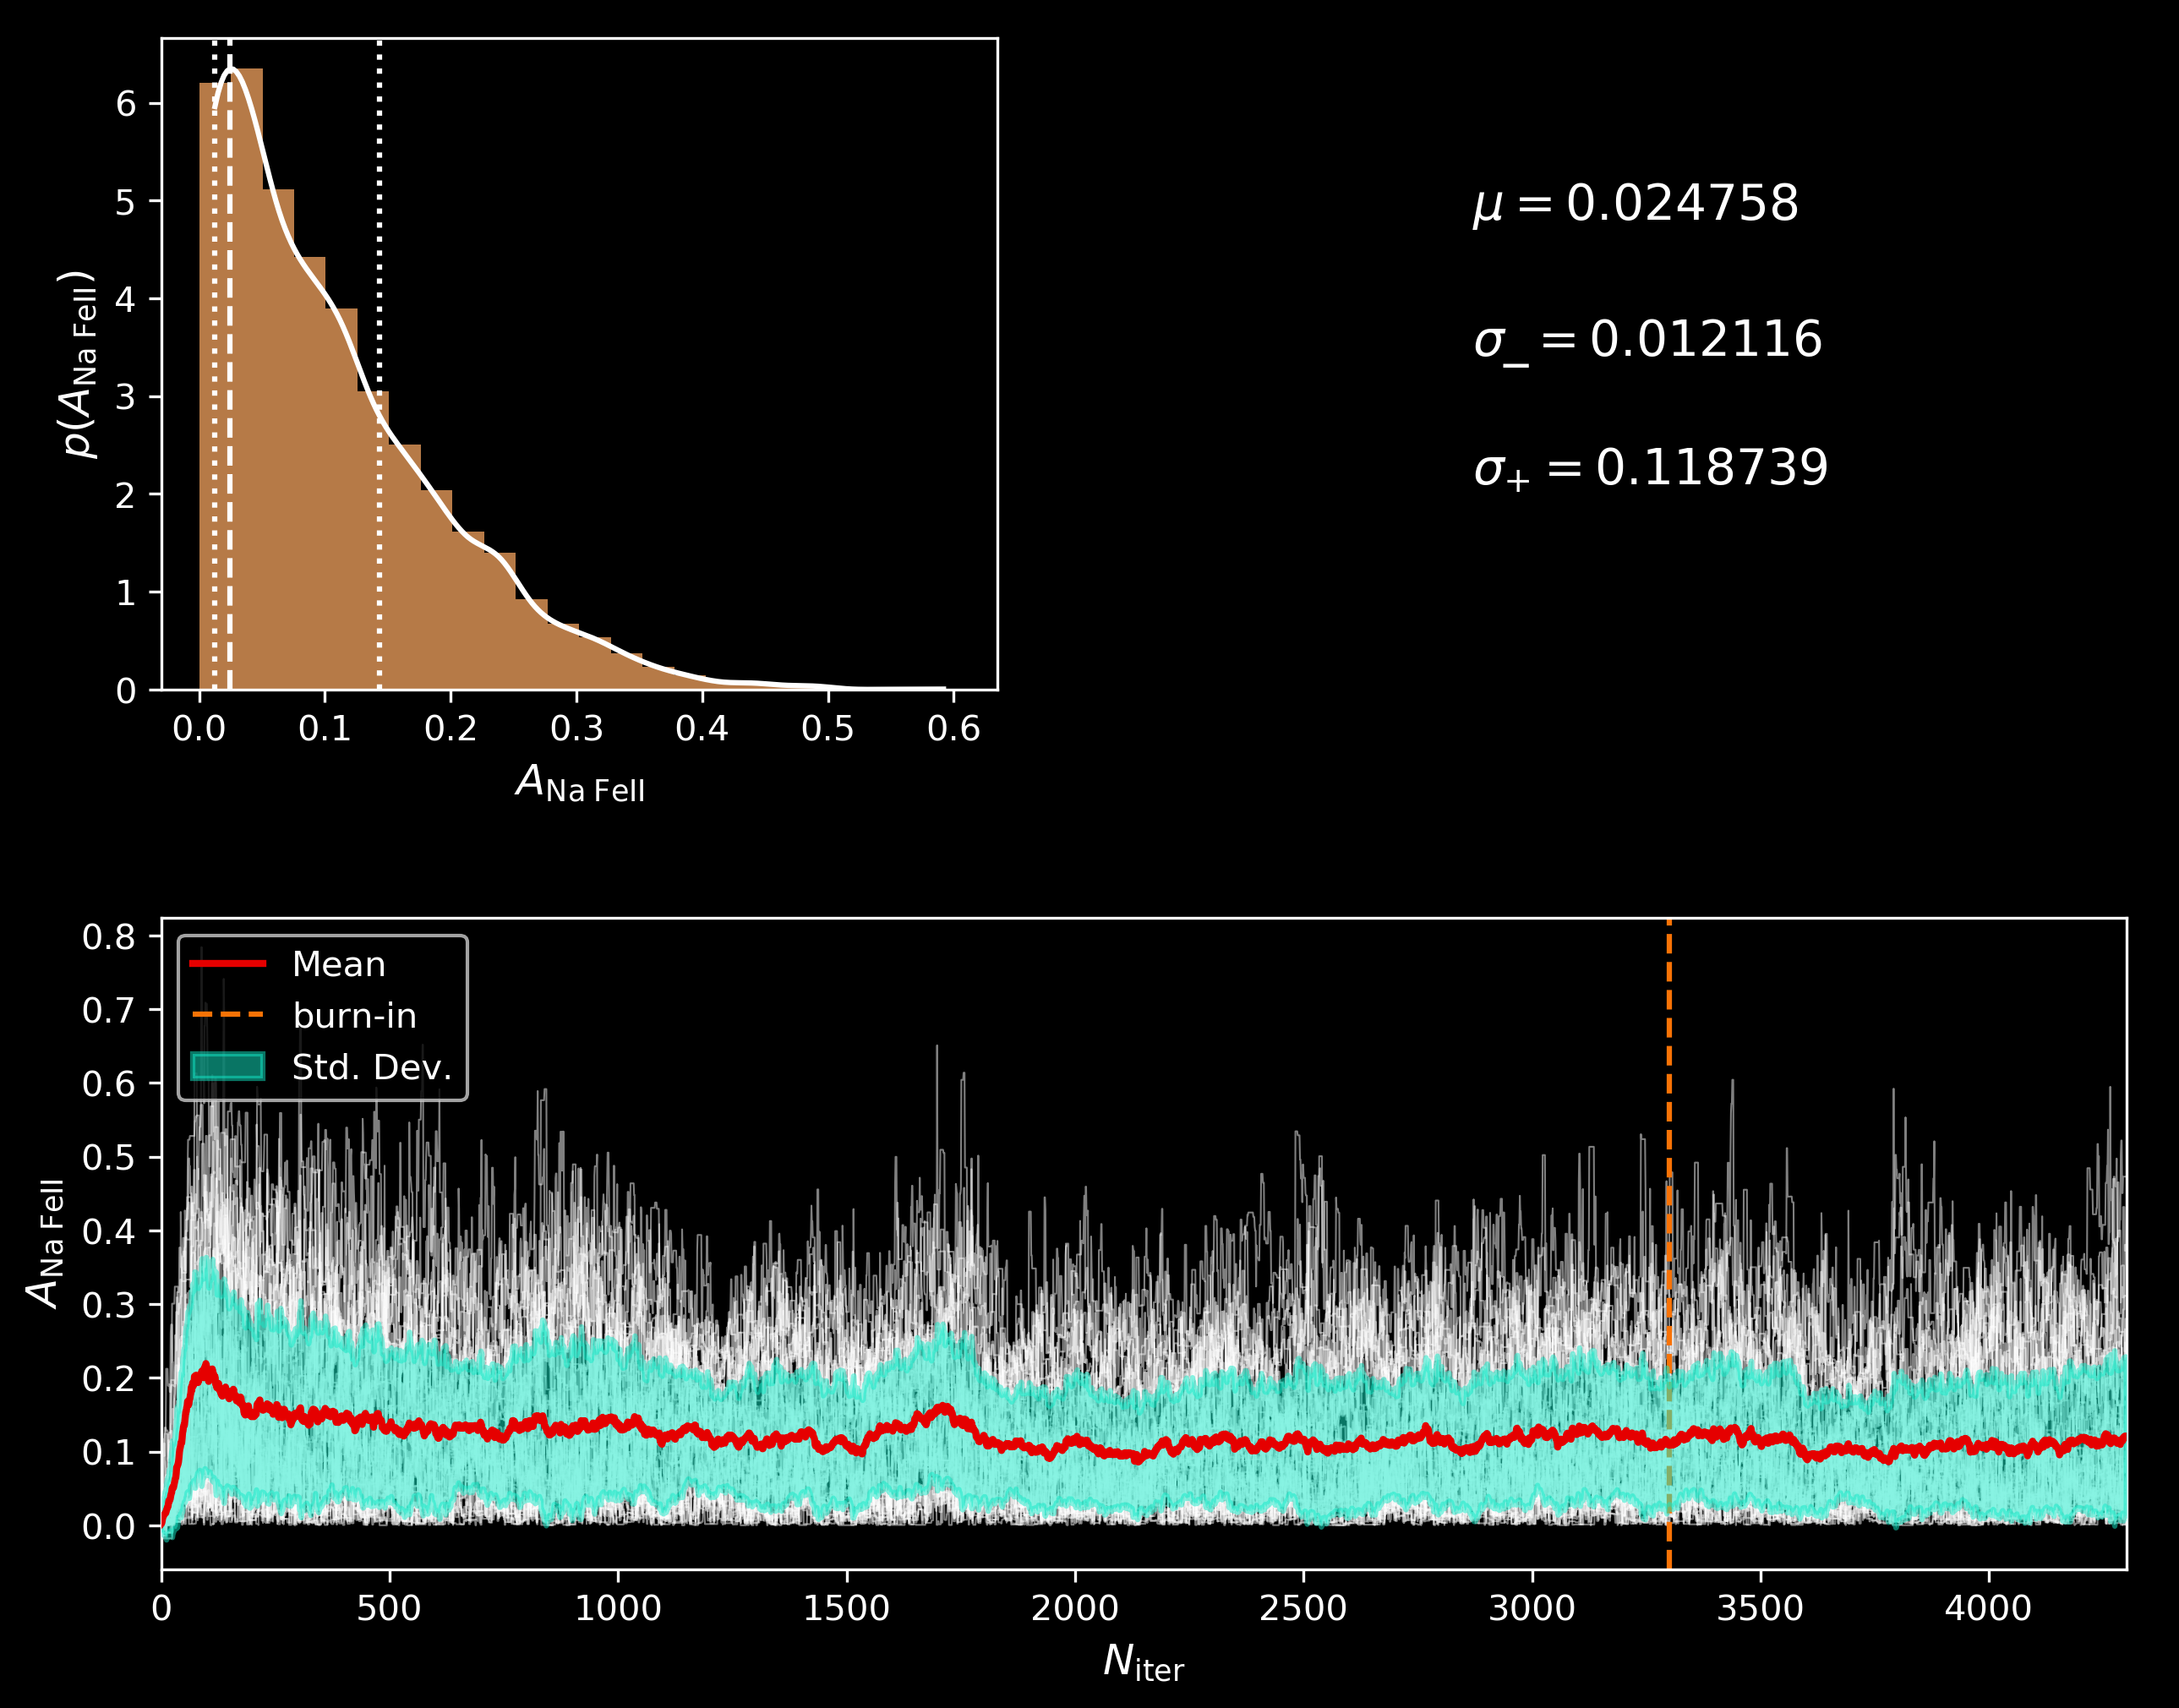 6
5
4
3
2
1
0
p(A_Na FeII)
0.0 0.1 0.2 0.3 0.4 0.5 0.6
A_Na FeII
μ = 0.024758
σ_− = 0.012116
σ_+ = 0.118739
0.8
0.7
0.6
0.5
0.4
0.3
0.2
0.1
0.0
A_Na FeII
Mean
burn-in
Std. Dev.
0 500 1000 1500 2000 2500 3000 3500 4000
N_iter